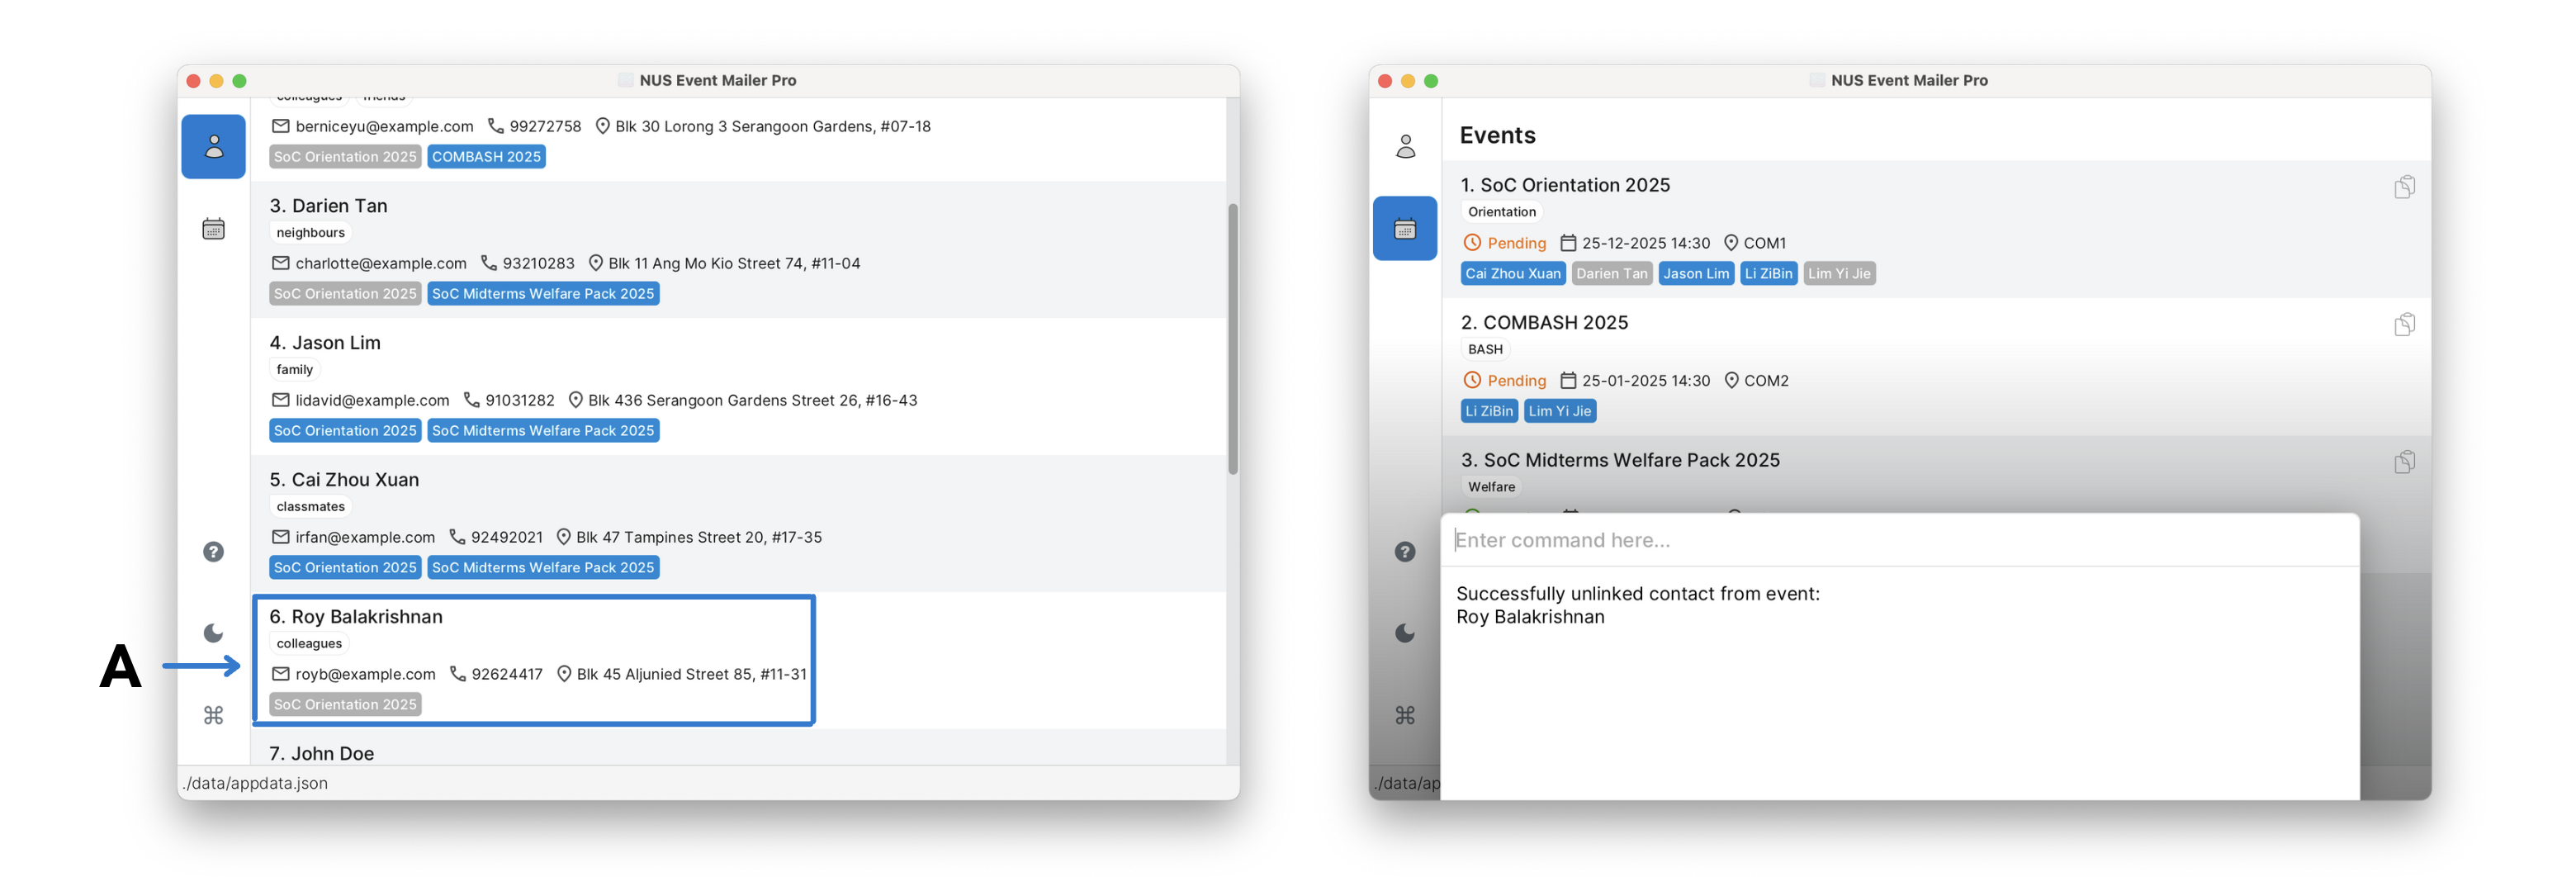 NUS Event Mailer Pro
colleagues friends
berniceyu@example.com 99272758 Blk 30 Lorong 3 Serangoon Gardens, #07-18
SoC Orientation 2025 COMBASH 2025
3. Darien Tan
neighbours
charlotte@example.com 93210283 Blk 11 Ang Mo Kio Street 74, #11-04
SoC Orientation 2025 SoC Midterms Welfare Pack 2025
4. Jason Lim
family
lidavid@example.com 91031282 Blk 436 Serangoon Gardens Street 26, #16-43
SoC Orientation 2025 SoC Midterms Welfare Pack 2025
5. Cai Zhou Xuan
classmates
irfan@example.com 92492021 Blk 47 Tampines Street 20, #17-35
SoC Orientation 2025 SoC Midterms Welfare Pack 2025
A
6. Roy Balakrishnan
colleagues
royb@example.com 92624417 Blk 45 Aljunied Street 85, #11-31
SoC Orientation 2025
7. John Doe
./data/appdata.json
NUS Event Mailer Pro
Events
1. SoC Orientation 2025
Orientation
Pending 25-12-2025 14:30 COM1
Cai Zhou Xuan Darien Tan Jason Lim Li ZiBin Lim Yi Jie
2. COMBASH 2025
BASH
Pending 25-01-2025 14:30 COM2
Li ZiBin Lim Yi Jie
3. SoC Midterms Welfare Pack 2025
Welfare
Enter command here...
Successfully unlinked contact from event:
Roy Balakrishnan
./data/ap